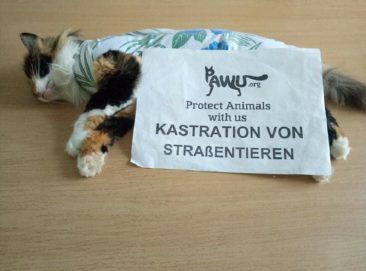 PAWU.org
Protect Animals
with us
KASTRATION VON
STRAßENTIEREN